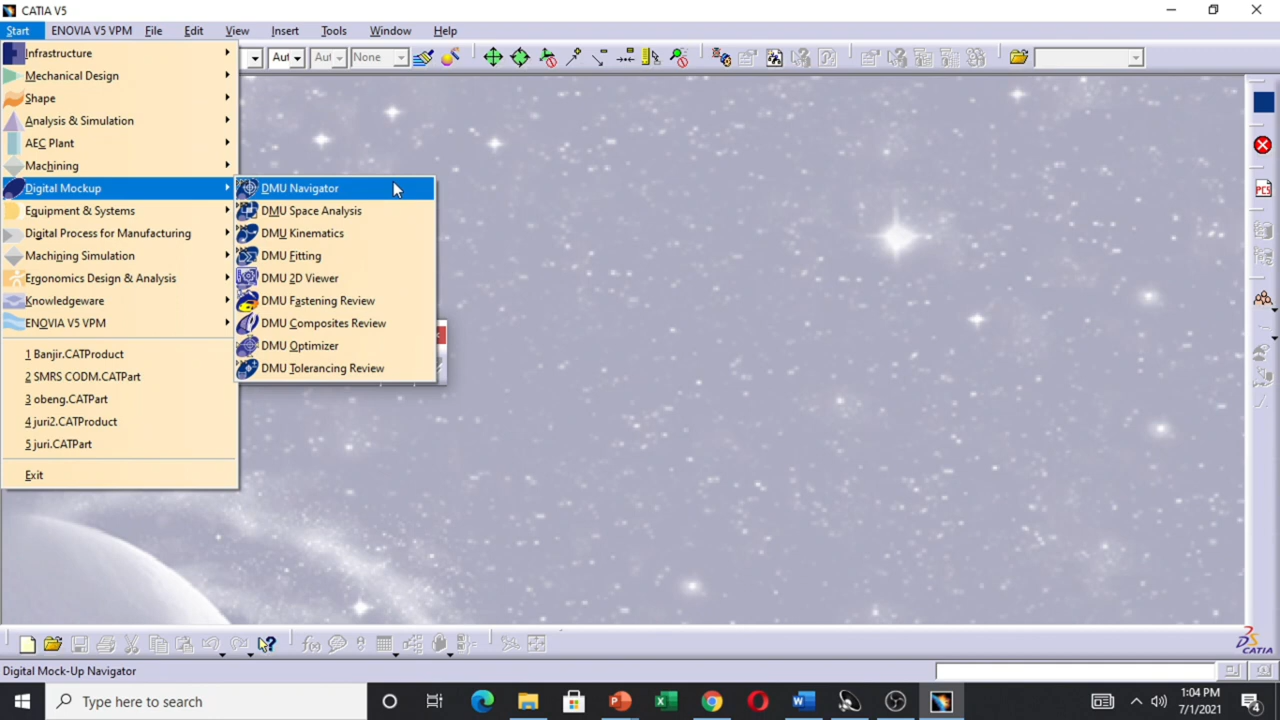 CATIA V5
Start ENOVIA V5 VPM File Edit View Insert Tools Window Help
Aut Aut None
Infrastructure
Mechanical Design
Shape
Analysis & Simulation
AEC Plant
Machining
Digital Mockup
Equipment & Systems
Digital Process for Manufacturing
Machining Simulation
Ergonomics Design & Analysis
Knowledgeware
ENOVIA V5 VPM
1 Banjir.CATProduct
2 SMRS CODM.CATPart
3 obeng.CATPart
4 juri2.CATProduct
5 juri.CATPart
Exit
DMU Navigator
DMU Space Analysis
DMU Kinematics
DMU Fitting
DMU 2D Viewer
DMU Fastening Review
DMU Composites Review
DMU Optimizer
DMU Tolerancing Review
PCS
f(x)
CATIA
Digital Mock-Up Navigator
Type here to search
1:04 PM
7/1/2021
4